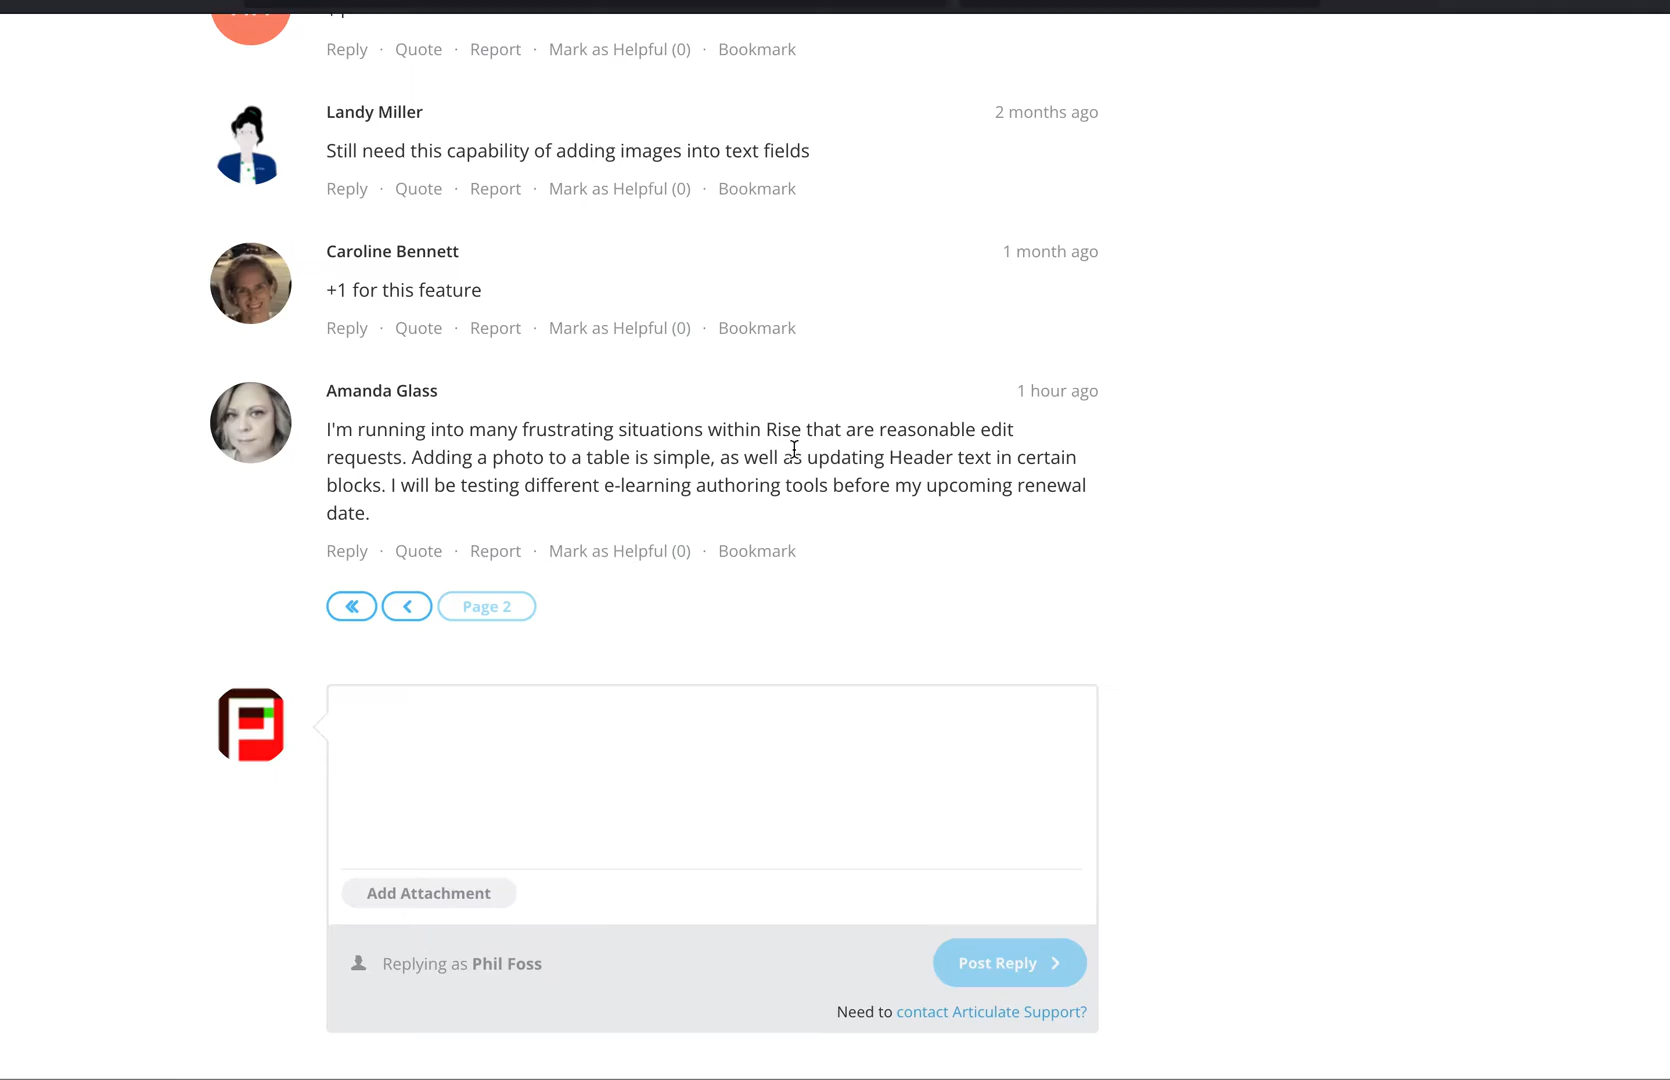 Reply · Quote · Report · Mark as Helpful (0) · Bookmark
Landy Miller 2 months ago
Still need this capability of adding images into text fields
Reply · Quote · Report · Mark as Helpful (0) · Bookmark
Caroline Bennett 1 month ago
+1 for this feature
Reply · Quote · Report · Mark as Helpful (0) · Bookmark
Amanda Glass 1 hour ago
I'm running into many frustrating situations within Rise that are reasonable edit
requests. Adding a photo to a table is simple, as well as updating Header text in certain
blocks. I will be testing different e-learning authoring tools before my upcoming renewal
date.
Reply · Quote · Report · Mark as Helpful (0) · Bookmark
Page 2
Add Attachment
Replying as Phil Foss
Post Reply
Need to contact Articulate Support?